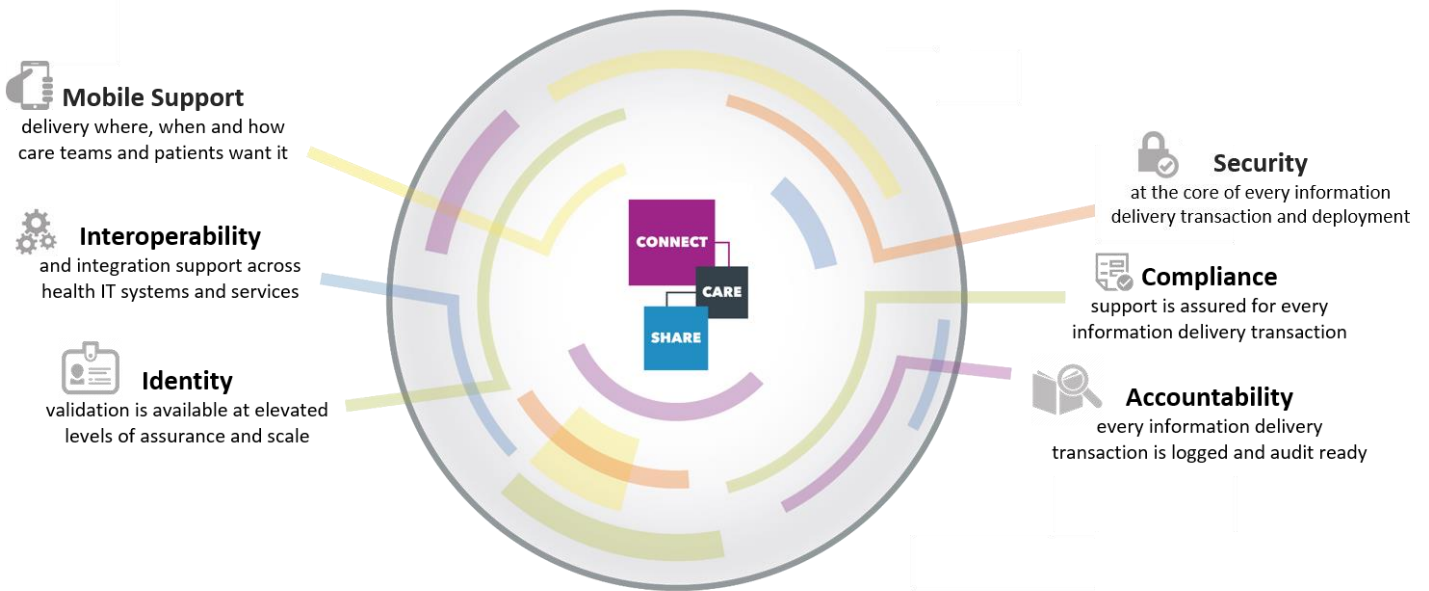 Mobile Support
delivery where, when and how
care teams and patients want it
Interoperability
and integration support across
health IT systems and services
Identity
validation is available at elevated
levels of assurance and scale
CONNECT
CARE
SHARE
Security
at the core of every information
delivery transaction and deployment
Compliance
support is assured for every
information delivery transaction
Accountability
every information delivery
transaction is logged and audit ready